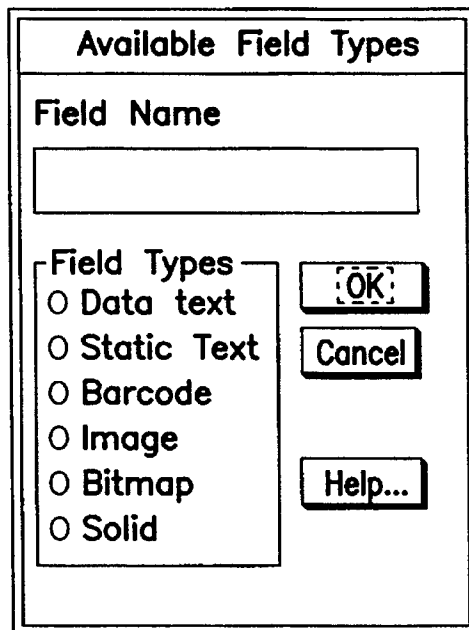 Available Field Types
Field Name
Field Types
Data text
Static Text
Barcode
Image
Bitmap
Solid
OK
Cancel
Help...